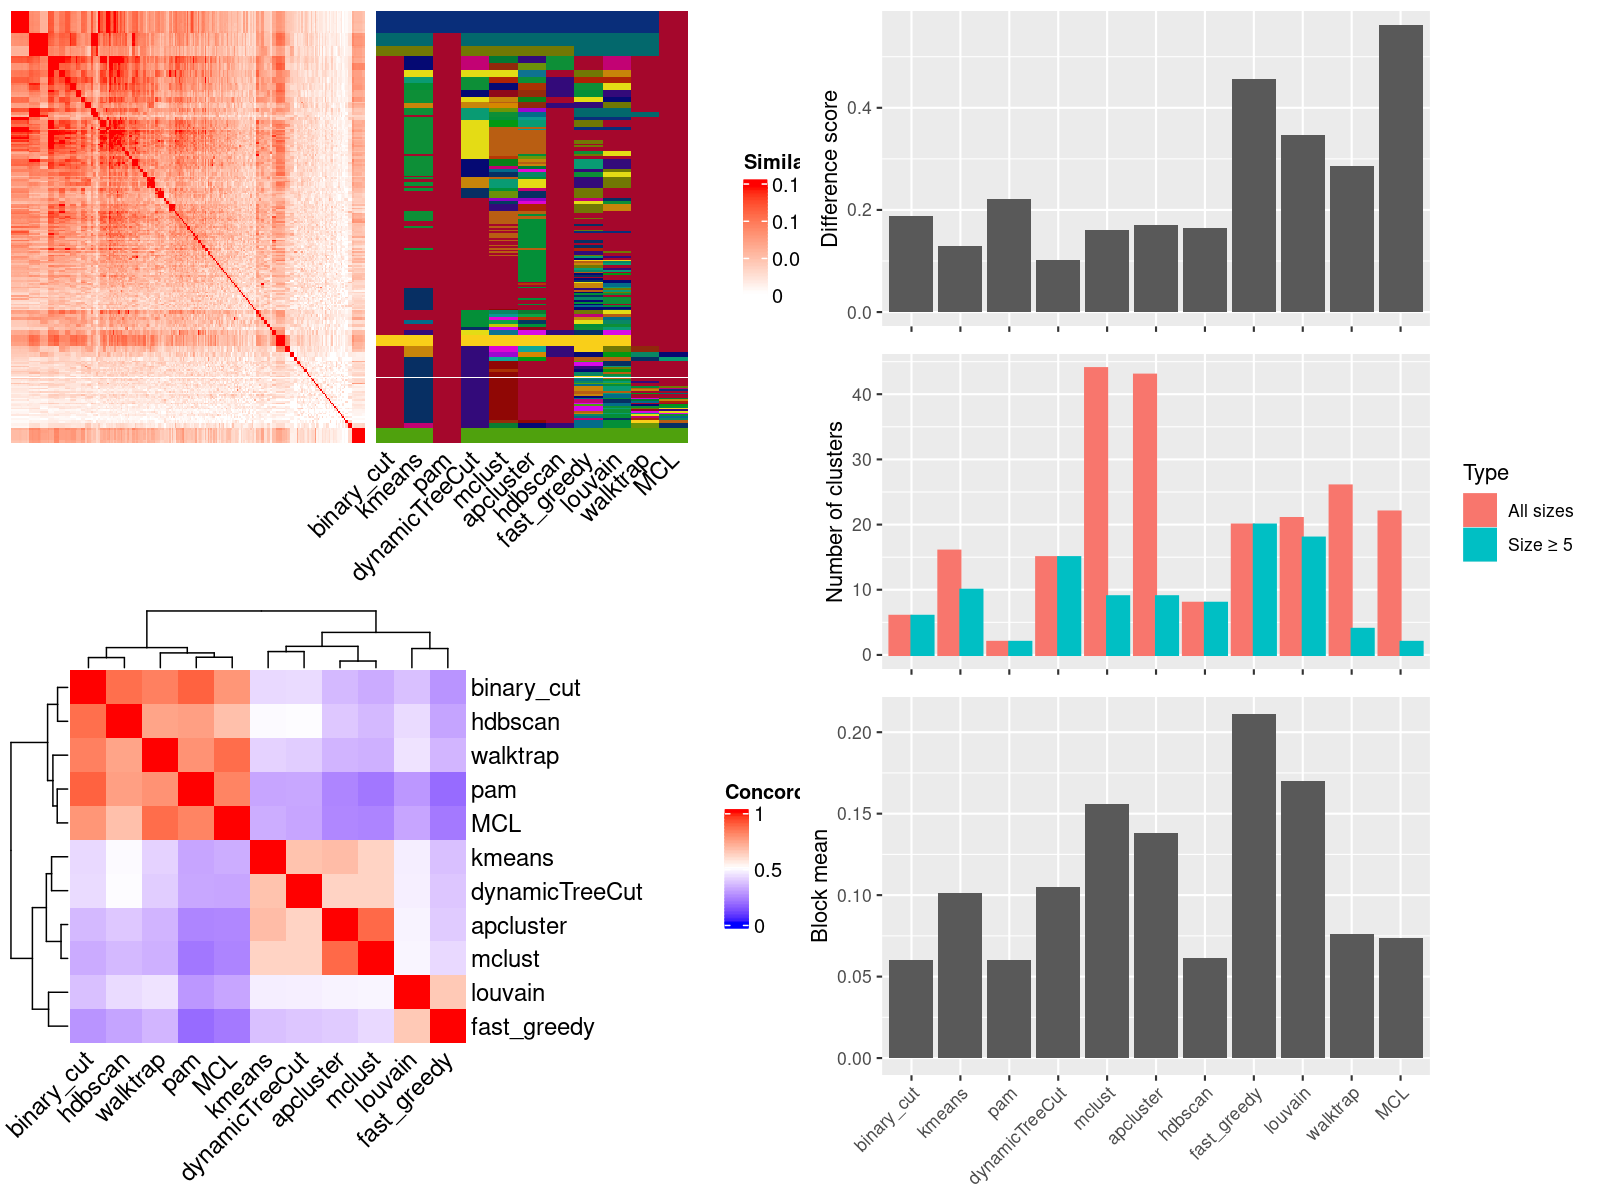 Simila
0.1
0.1
0.0
0
binary_cut
kmeans
pam
dynamicTreeCut
mclust
apcluster
hdbscan
fast_greedy
louvain
walktrap
MCL
binary_cut
hdbscan
walktrap
pam
MCL
kmeans
dynamicTreeCut
apcluster
mclust
louvain
fast_greedy
binary_cut
hdbscan
walktrap
pam
MCL
kmeans
dynamicTreeCut
apcluster
mclust
louvain
fast_greedy
Concord
1
0.5
0
Difference score
0.4
0.2
0.0
Number of clusters
40
30
20
10
0
Type
All sizes
Size ≥ 5
Block mean
0.20
0.15
0.10
0.05
0.00
binary_cut
kmeans
pam
dynamicTreeCut
mclust
apcluster
hdbscan
fast_greedy
louvain
walktrap
MCL